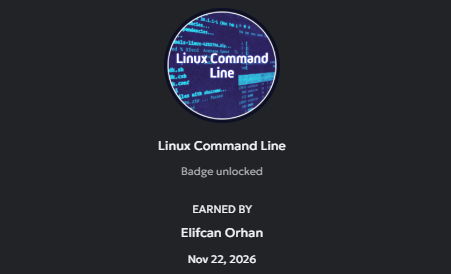 Linux Command
Line
Linux Command Line
Badge unlocked
EARNED BY
Elifcan Orhan
Nov 22, 2026